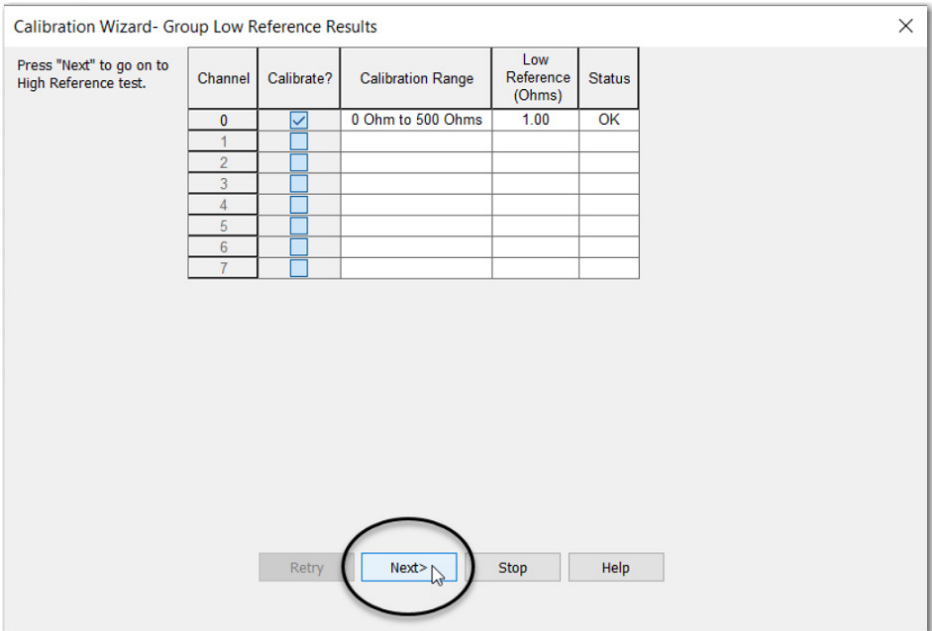 Calibration Wizard- Group Low Reference Results
Press "Next" to go on to
High Reference test.
Channel Calibrate? Calibration Range Low Reference (Ohms) Status
0 0 Ohm to 500 Ohms 1.00 OK
1
2
3
4
5
6
7
Retry Next> Stop Help